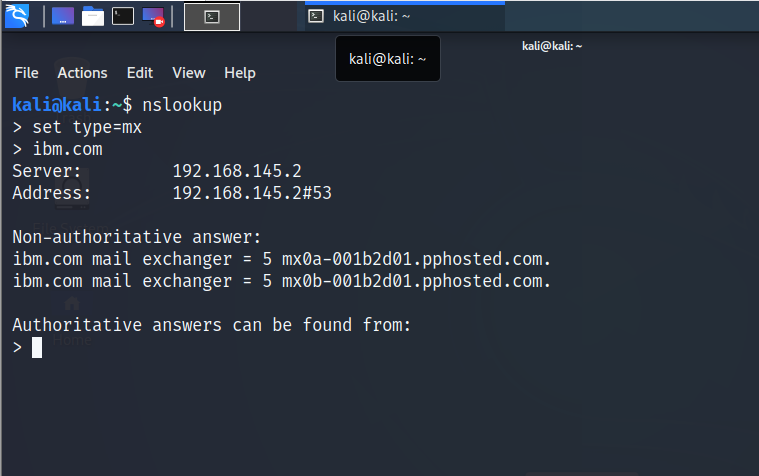 kali@kali: ~
kali@kali: ~
kali@kali: ~
File Actions Edit View Help
kali@kali:~$ nslookup
> set type=mx
> ibm.com
Server: 192.168.145.2
Address: 192.168.145.2#53
Non-authoritative answer:
ibm.com mail exchanger = 5 mx0a-001b2d01.pphosted.com.
ibm.com mail exchanger = 5 mx0b-001b2d01.pphosted.com.
Authoritative answers can be found from:
>
Home